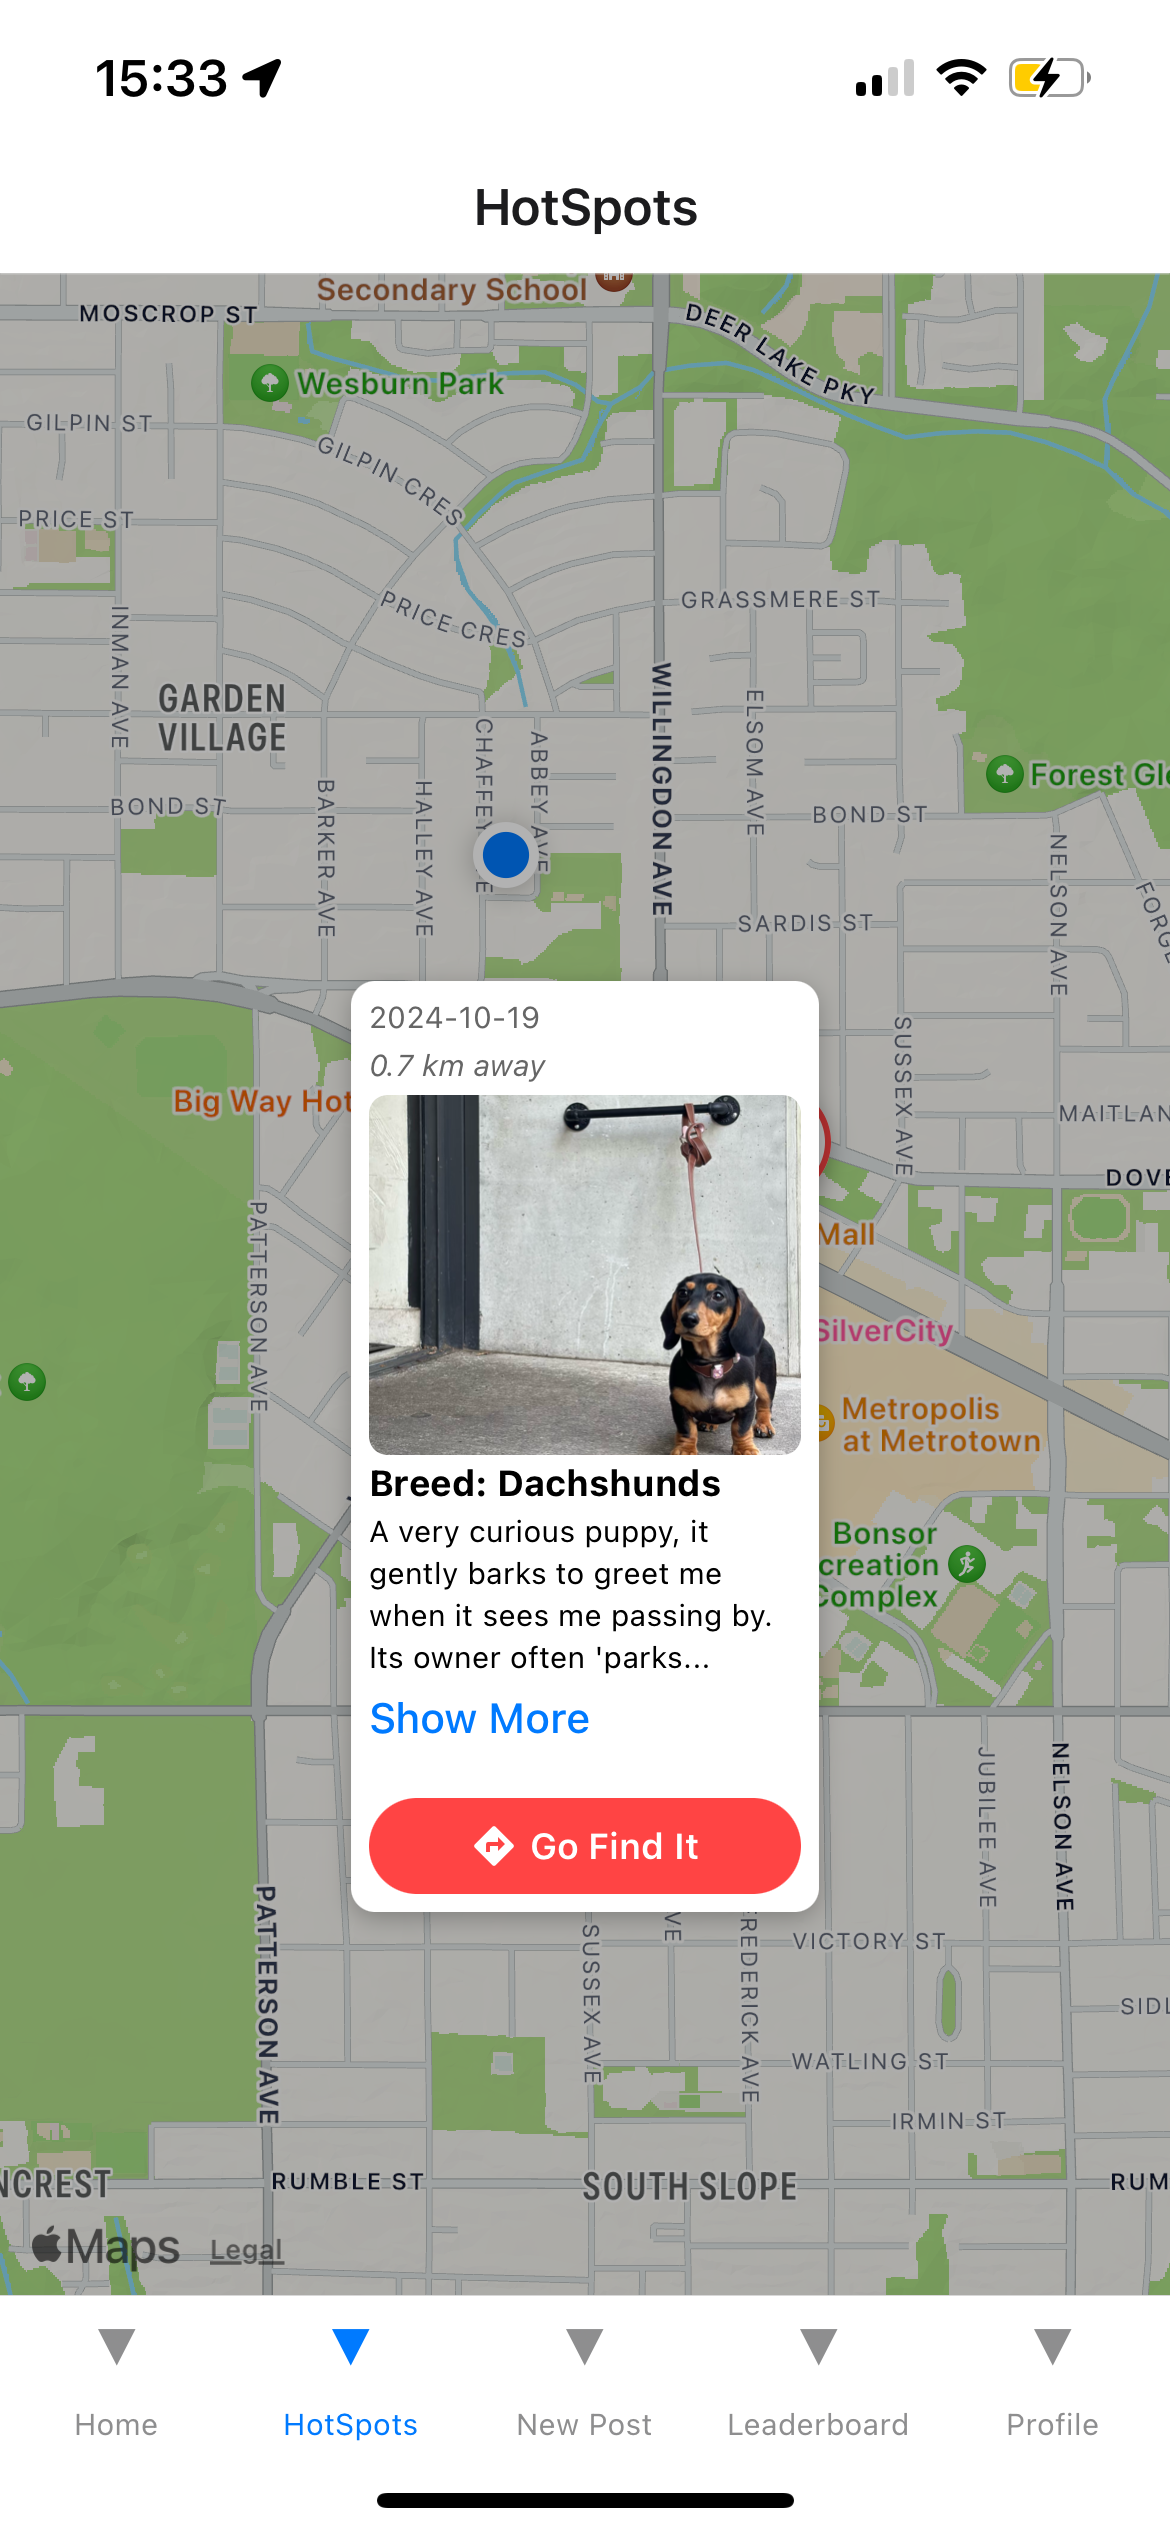 15:33
HotSpots
Secondary School
MOSCROP ST
DEER LAKE PKY
Wesburn Park
GILPIN ST
GILPIN CRES
PRICE ST
PRICE CRES
GRASSMERE ST
INMAN AVE
GARDEN
VILLAGE
WILLINGDON AVE
ELSOM AVE
CHAFFEY
ABBEY AVE
Forest Gl
BOND ST
BARKER AVE
HALLEY AVE
BOND ST
NELSON AVE
SARDIS ST
2024-10-19
0.7 km away
SUSSEX AVE
Big Way Hot
MAITLAN
DOVE
PATTERSON AVE
Mall
SilverCity
Metropolis
at Metrotown
Breed: Dachshunds
A very curious puppy, it
gently barks to greet me
when it sees me passing by.
Its owner often 'parks...
Bonsor
creation
Complex
Show More
JUBILEE AVE
NELSON AVE
Go Find It
PATTERSON AVE
SUSSEX AVE
VE
REDERICK AVE
VICTORY ST
SIDL
WATLING ST
IRMIN ST
NCREST
RUMBLE ST
SOUTH SLOPE
RUM
Maps
Legal
Home
HotSpots
New Post
Leaderboard
Profile